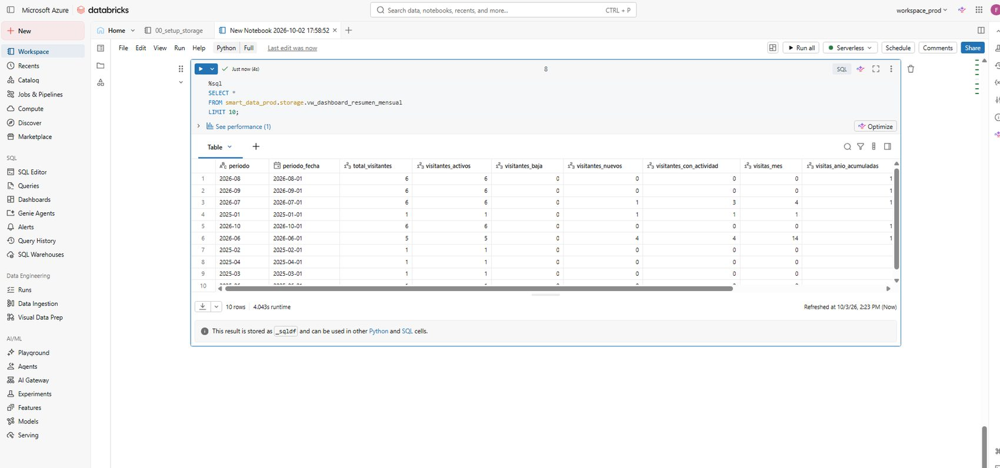 Microsoft Azure databricks
Search data, notebooks, recents, and more... CTRL + P
workspace_prod
F
New
Workspace
Recents
Catalog
Jobs & Pipelines
Compute
Discover
Marketplace
SQL
SQL Editor
Queries
Dashboards
Genie Agents
Alerts
Query History
SQL Warehouses
Data Engineering
Runs
Data Ingestion
Visual Data Prep
AI/ML
Playground
Agents
AI Gateway
Experiments
Features
Models
Serving
Home 00_setup_storage New Notebook 2026-10-02 17:58:52
File Edit View Run Help Python Full Last edit was now
Run all Serverless Schedule Comments Share
Just now (4s) 8 SQL
%sql
SELECT *
FROM smart_data_prod.storage.vw_dashboard_resumen_mensual
LIMIT 10;
See performance (1) Optimize
Table
periodo periodo_fecha total_visitantes visitantes_activos visitantes_baja visitantes_nuevos visitantes_con_actividad visitas_mes visitas_anio_acumuladas
1 2026-08 2026-08-01 6 6 0 0 0 0 1
2 2026-09 2026-09-01 6 6 0 0 0 0 1
3 2026-07 2026-07-01 6 6 0 1 3 4 1
4 2025-01 2025-01-01 1 1 0 1 1 1
5 2026-10 2026-10-01 6 6 0 0 0 0 1
6 2026-06 2026-06-01 5 5 0 4 4 14 1
7 2025-02 2025-02-01 1 1 0 0 0 0
8 2025-04 2025-04-01 1 1 0 0 0 0
9 2025-03 2025-03-01 1 1 0 0 0 0
10
10 rows 4.043s runtime Refreshed at 10/3/26, 2:23 PM (Now)
This result is stored as _sqldf and can be used in other Python and SQL cells.